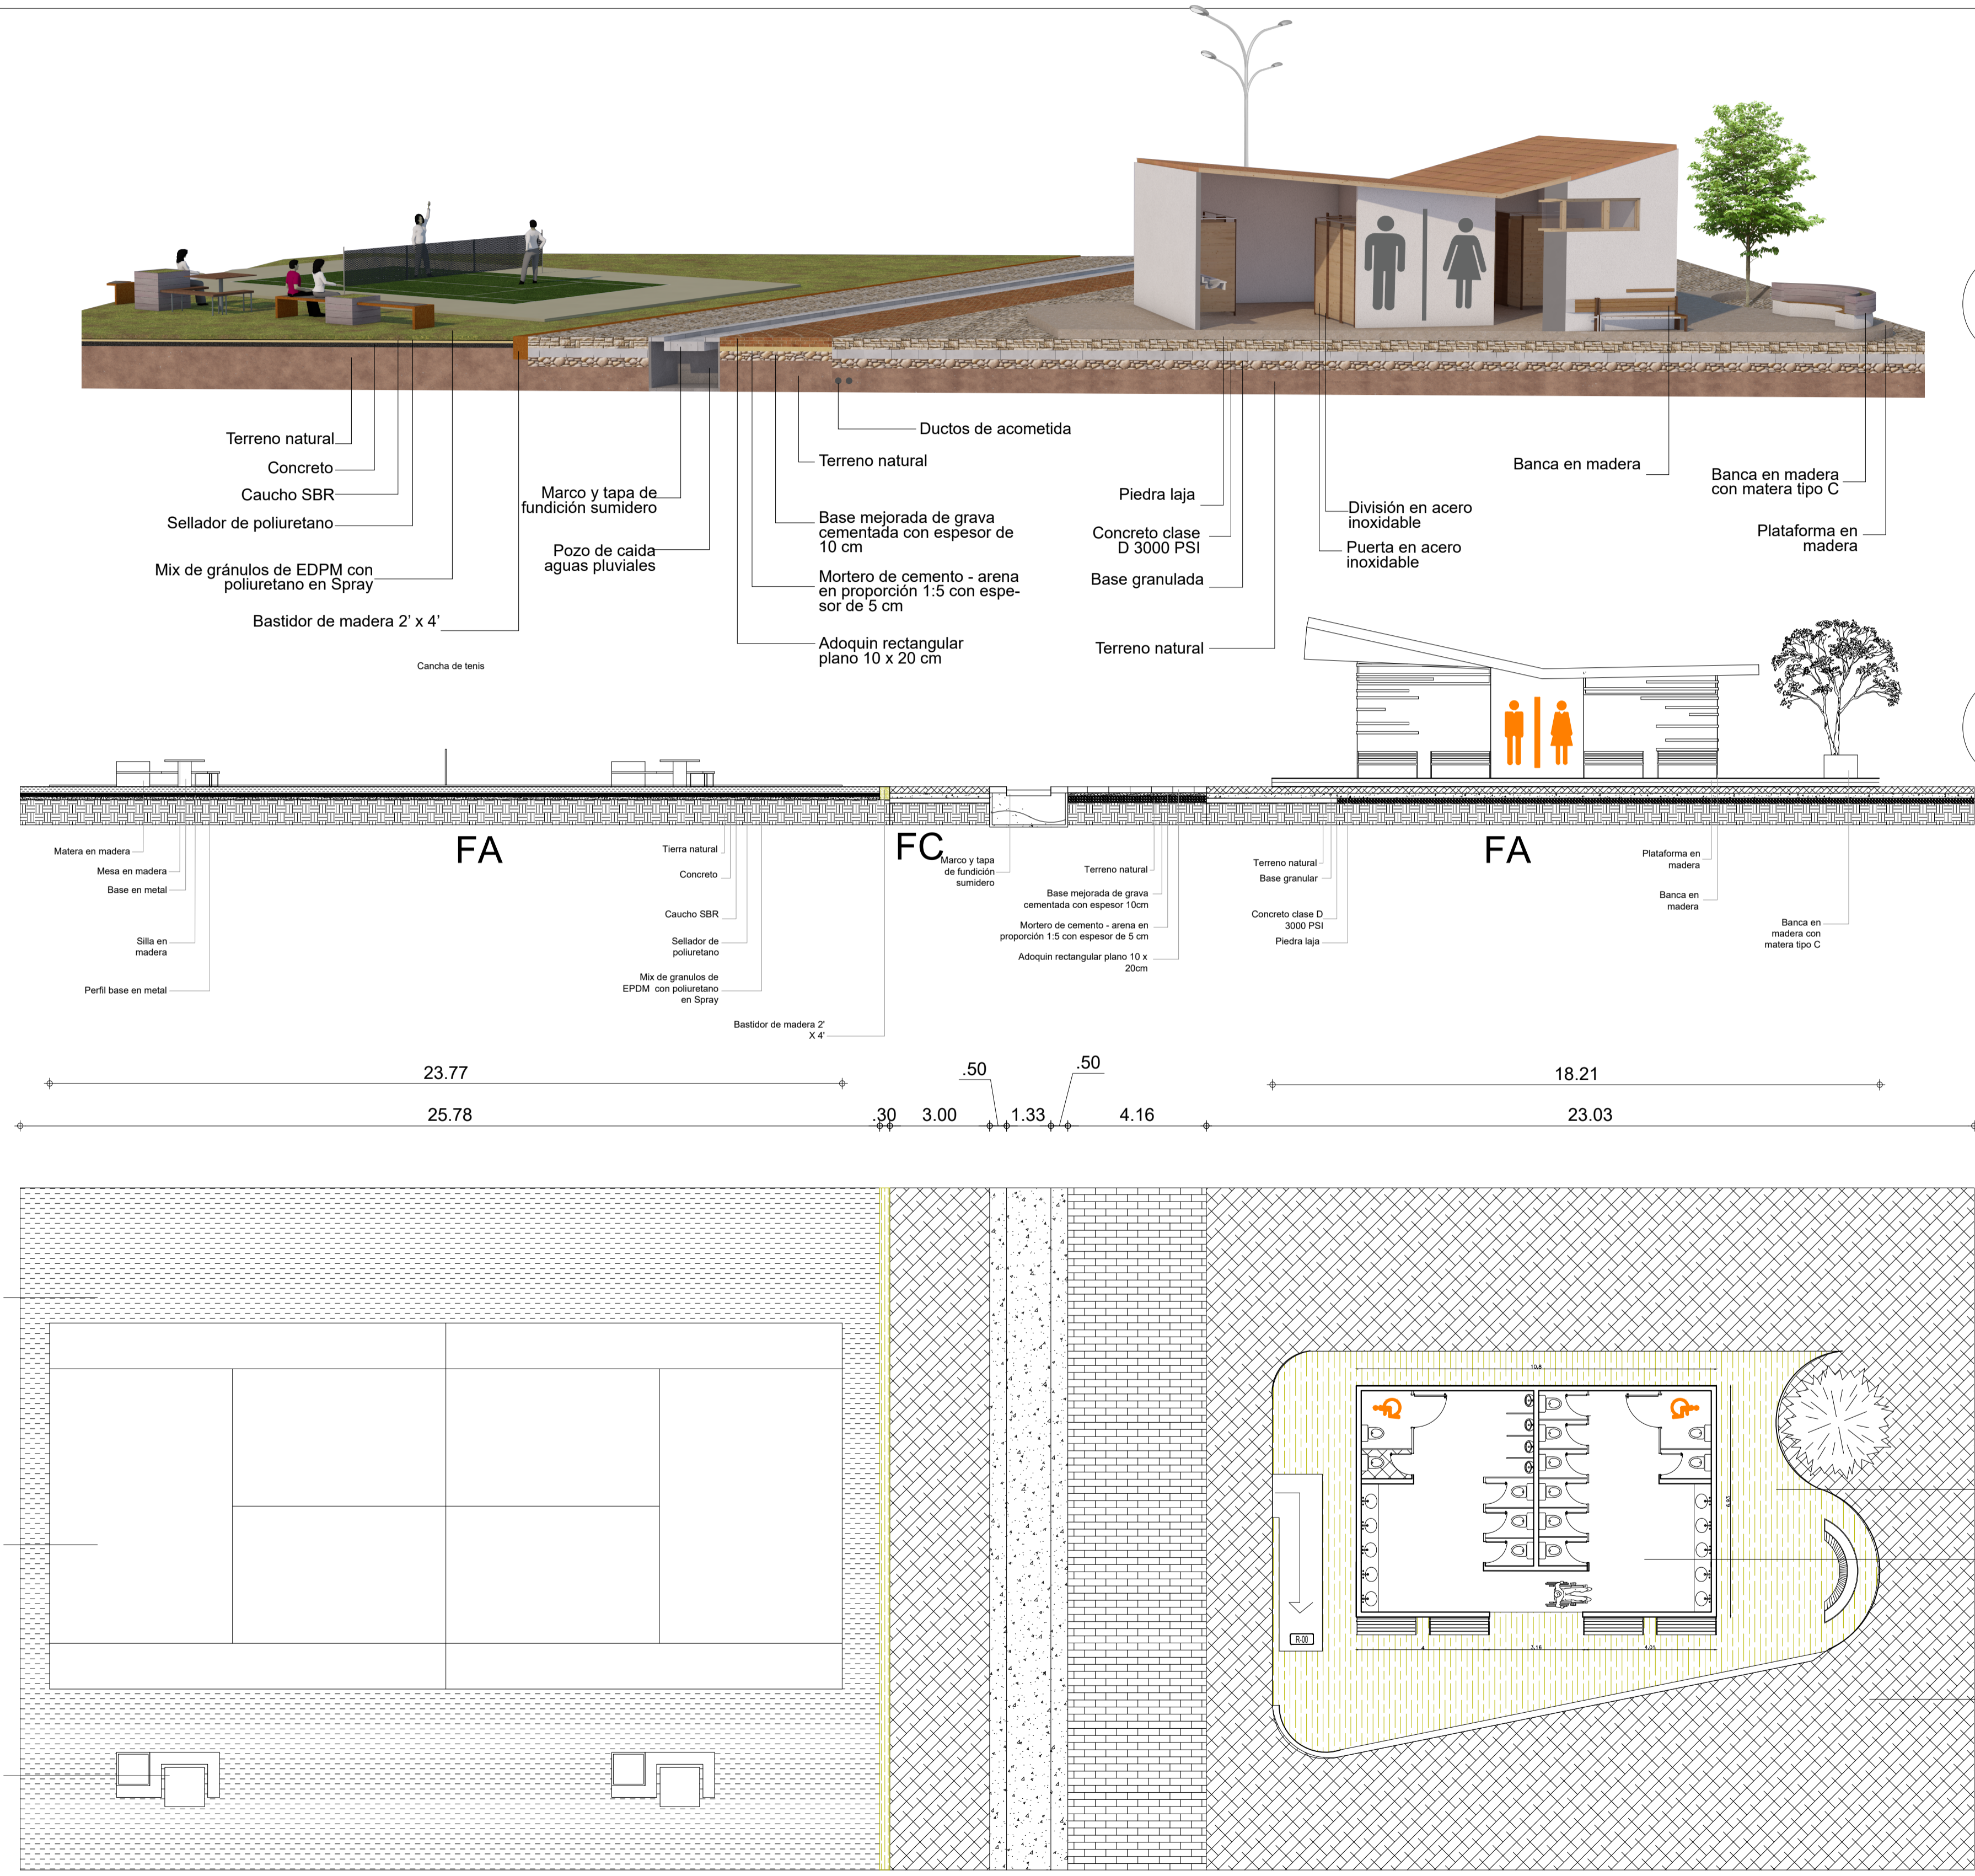 Terreno natural
Concreto
Caucho SBR
Sellador de poliuretano
Mix de gránulos de EDPM con
poliuretano en Spray
Bastidor de madera 2' x 4'
Marco y tapa de
fundición sumidero
Pozo de caida
aguas pluviales
Ductos de acometida
Terreno natural
Base mejorada de grava
cementada con espesor de
10 cm
Mortero de cemento - arena
en proporción 1:5 con espe-
sor de 5 cm
Adoquin rectangular
plano 10 x 20 cm
Piedra laja
Concreto clase
D 3000 PSI
Base granulada
Terreno natural
División en acero
inoxidable
Puerta en acero
inoxidable
Banca en madera
Banca en madera
con matera tipo C
Plataforma en
madera
Cancha de tenis
FA
FC
FA
Matera en madera
Mesa en madera
Base en metal
Silla en
madera
Perfil base en metal
Tierra natural
Concreto
Caucho SBR
Sellador de
poliuretano
Mix de granulos de
EPDM con poliuretano
en Spray
Bastidor de madera 2'
X 4'
Marco y tapa
de fundición
sumidero
Terreno natural
Base mejorada de grava
cementada con espesor 10cm
Mortero de cemento - arena en
proporción 1:5 con espesor de 5 cm
Adoquin rectangular plano 10 x
20cm
Terreno natural
Base granular
Concreto clase D
3000 PSI
Piedra laja
Plataforma en
madera
Banca en
madera
Banca en
madera con
matera tipo C
23.77
.50
.50
18.21
25.78
.30
3.00
1.33
4.16
23.03
10.8
6.93
R-00
4
3.16
4.01